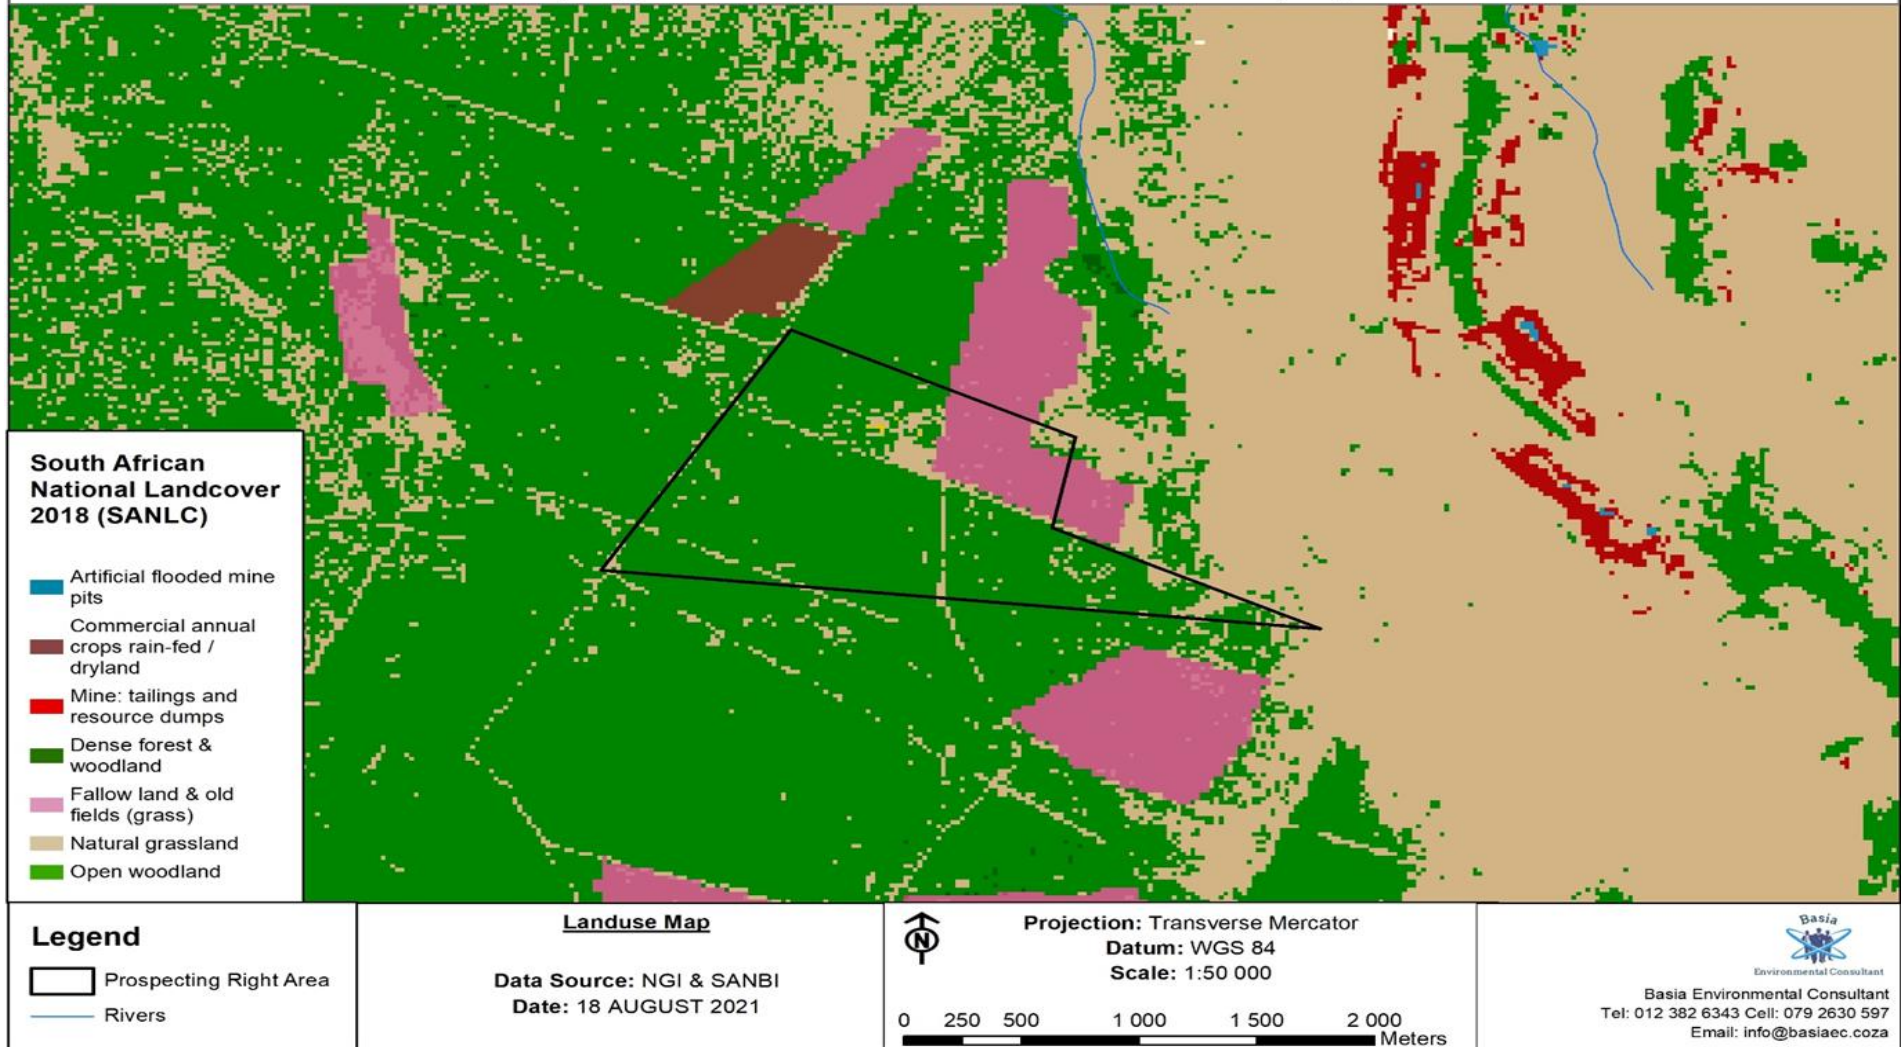 South African
National Landcover
2018 (SANLC)
Artificial flooded mine
pits
Commercial annual
crops rain-fed /
dryland
Mine: tailings and
resource dumps
Dense forest &
woodland
Fallow land & old
fields (grass)
Natural grassland
Open woodland
Legend
Prospecting Right Area
Rivers
Landuse Map
Data Source: NGI & SANBI
Date: 18 AUGUST 2021
N
Projection: Transverse Mercator
Datum: WGS 84
Scale: 1:50 000
0 250 500 1 000 1 500 2 000
Meters
Basia
Environmental Consultant
Basia Environmental Consultant
Tel: 012 382 6343 Cell: 079 2630 597
Email: info@basiaec.coza